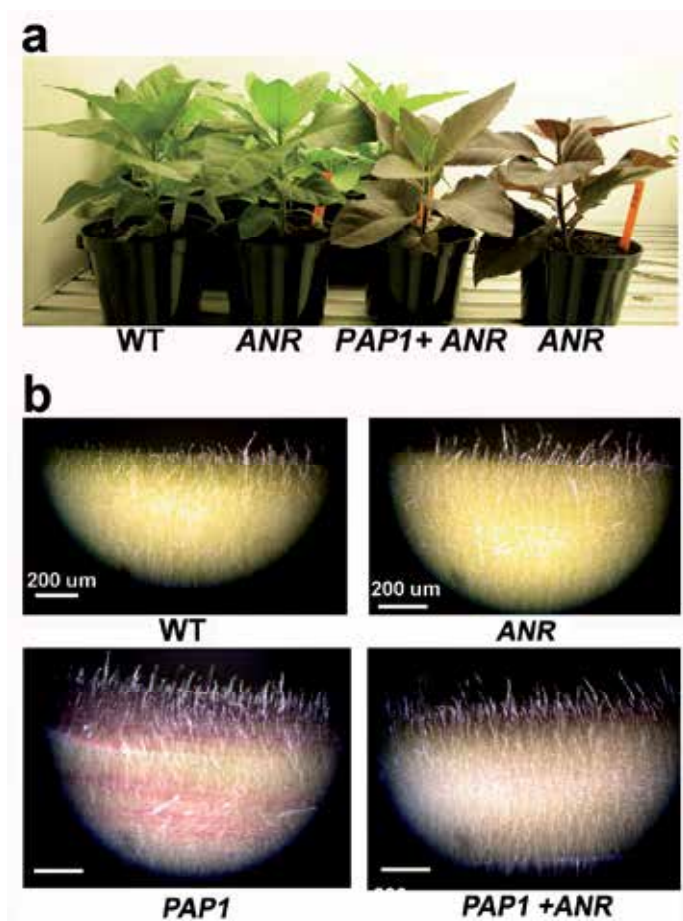 a
WT ANR PAP1+ ANR ANR
b
200 um 200 um
WT ANR
PAP1 PAP1 +ANR